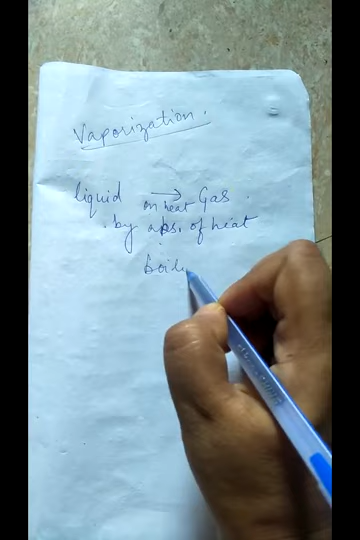 Vaporization.
liquid → Gas
on heat
by abs. of heat
boil